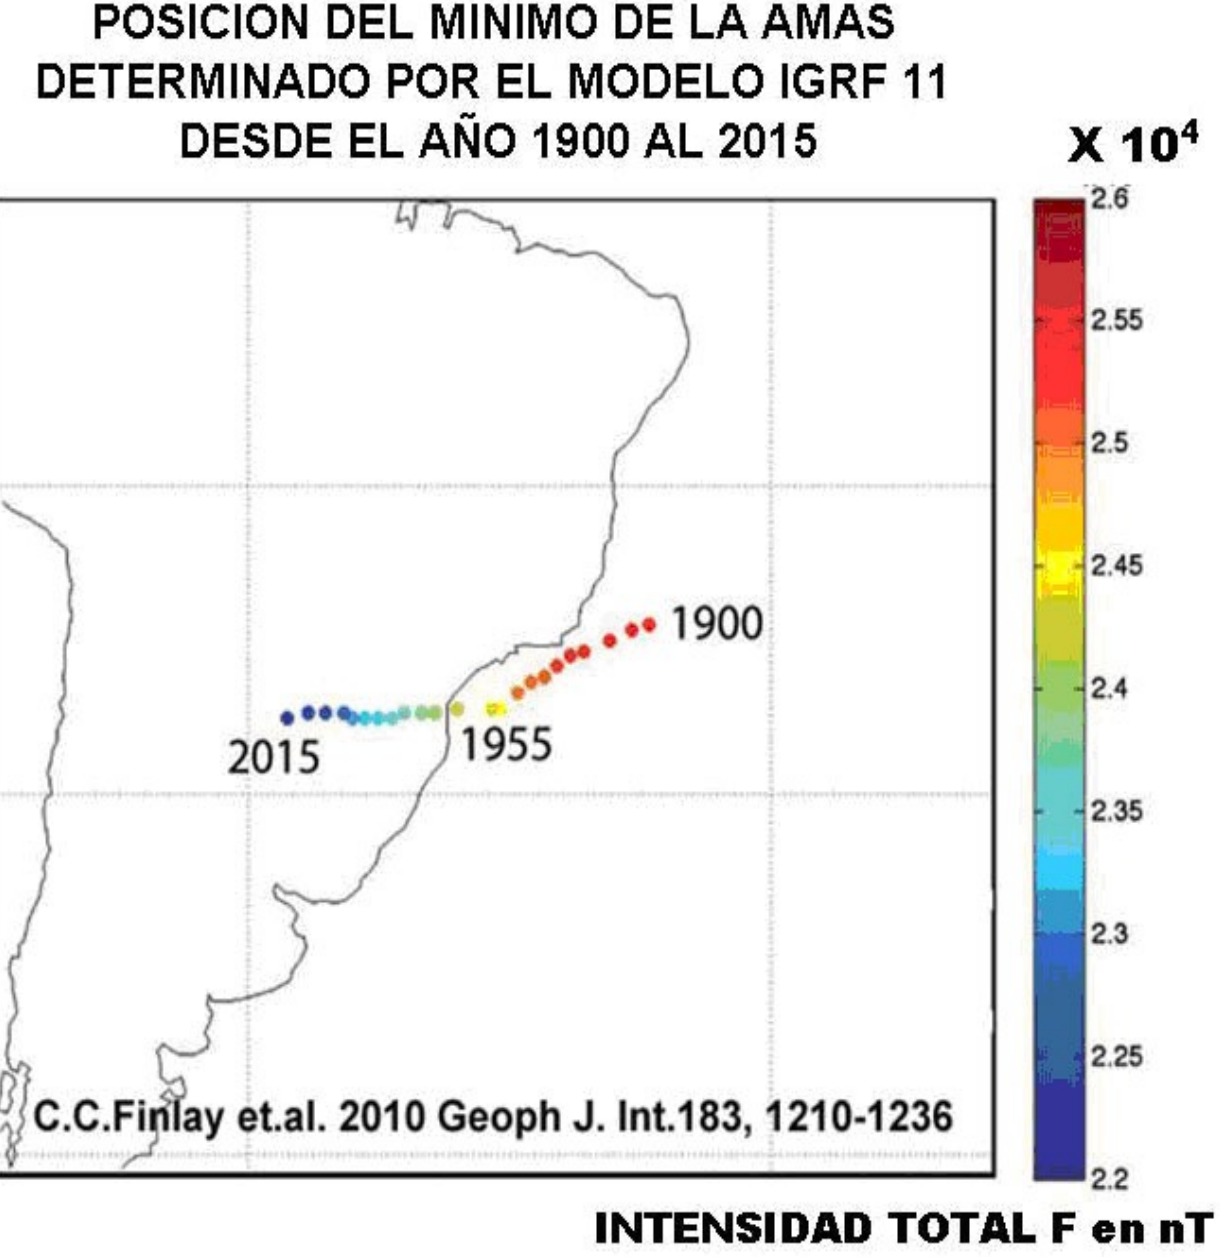 POSICION DEL MINIMO DE LA AMAS
DETERMINADO POR EL MODELO IGRF 11
DESDE EL AÑO 1900 AL 2015
X 10⁴
2.6
2.55
2.5
2.45
2.4
2.35
2.3
2.25
2.2
1900
1955
2015
C.C.Finlay et.al. 2010 Geoph J. Int.183, 1210-1236
INTENSIDAD TOTAL F en nT